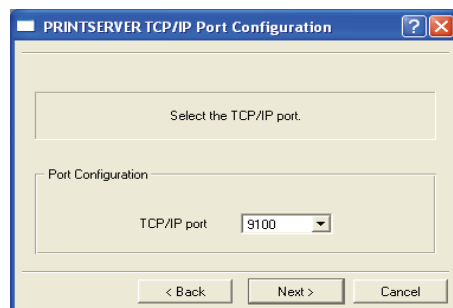 PRINTSERVER TCP/IP Port Configuration
Select the TCP/IP port.
Port Configuration
TCP/IP port 9100
< Back Next > Cancel